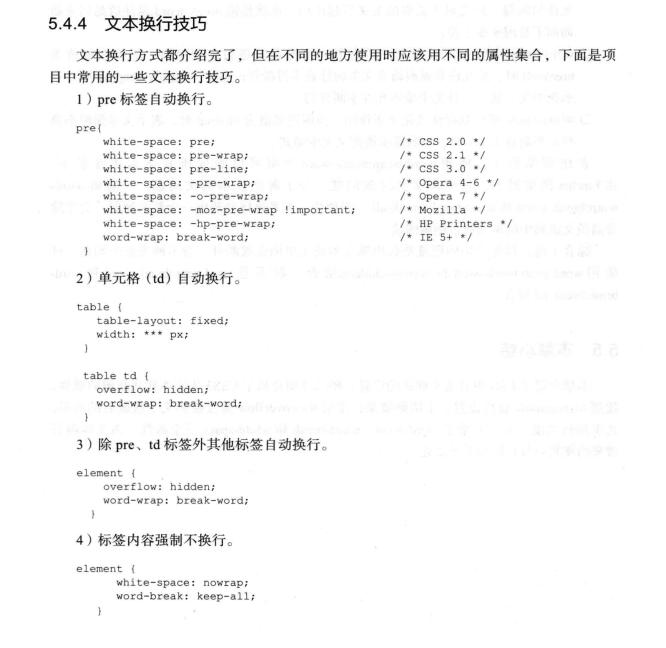 5.4.4 文本换行技巧
文本换行方式都介绍完了，但在不同的地方使用时应该用不同的属性集合，下面是项
目中常用的一些文本换行技巧。
1）pre 标签自动换行。
pre{
white-space: pre; /* CSS 2.0 */
white-space: pre-wrap; /* CSS 2.1 */
white-space: pre-line; /* CSS 3.0 */
white-space: -pre-wrap; /* Opera 4-6 */
white-space: -o-pre-wrap; /* Opera 7 */
white-space: -moz-pre-wrap !important; /* Mozilla */
white-space: -hp-pre-wrap; /* HP Printers */
word-wrap: break-word; /* IE 5+ */
}
2）单元格（td）自动换行。
table {
table-layout: fixed;
width: *** px;
}
table td {
overflow: hidden;
word-wrap: break-word;
}
3）除 pre、td 标签外其他标签自动换行。
element {
overflow: hidden;
word-wrap: break-word;
}
4）标签内容强制不换行。
element {
white-space: nowrap;
word-break: keep-all;
}